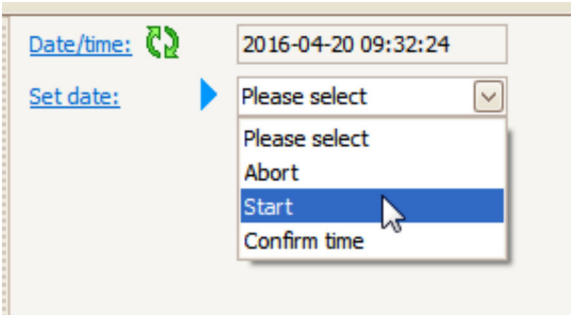 Date/time: 2016-04-20 09:32:24
Set date: Please select
Please select
Abort
Start
Confirm time